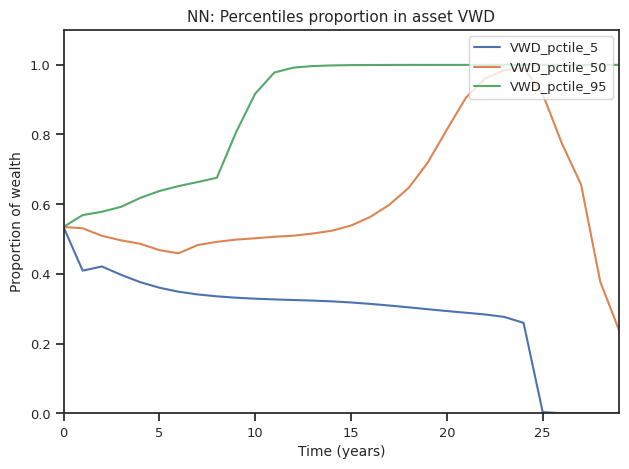 NN: Percentiles proportion in asset VWD
VWD_pctile_5
VWD_pctile_50
VWD_pctile_95
Proportion of wealth
1.0
0.8
0.6
0.4
0.2
0.0
0 5 10 15 20 25
Time (years)